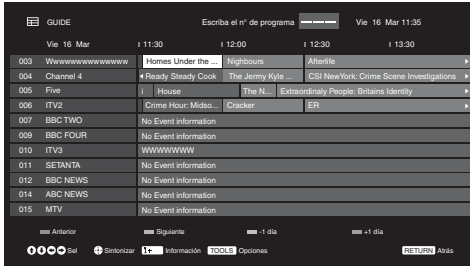 GUIDE Escriba el n° de programa Vie 16 Mar 11:35
Vie 16 Mar 11:30 12:00 12:30 13:30
003 Wwwwwwwwwwwwww Homes Under the ... Nighbours Afterlife
004 Channel 4 Ready Steady Cook The Jermy Kyle ... CSI NewYork: Crime Scene Investigations
005 Five i House The N... Extraordinaly People: Britains Identity
006 ITV2 Crime Hour: Midso... Cracker ER
007 BBC TWO No Event information
009 BBC FOUR No Event information
010 ITV3 WWWWWWW
011 SETANTA No Event information
012 BBC NEWS No Event information
014 ABC NEWS No Event information
015 MTV No Event information
Anterior Siguiente -1 día +1 día
Sel Sintonizar 1+ Información TOOLS Opciones RETURN Atrás